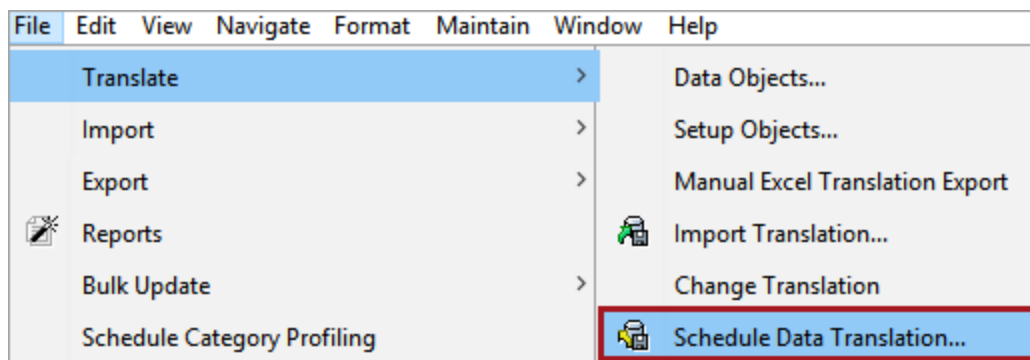 File Edit View Navigate Format Maintain Window Help
Translate > Data Objects...
Import > Setup Objects...
Export > Manual Excel Translation Export
Reports Import Translation...
Bulk Update > Change Translation
Schedule Category Profiling Schedule Data Translation...